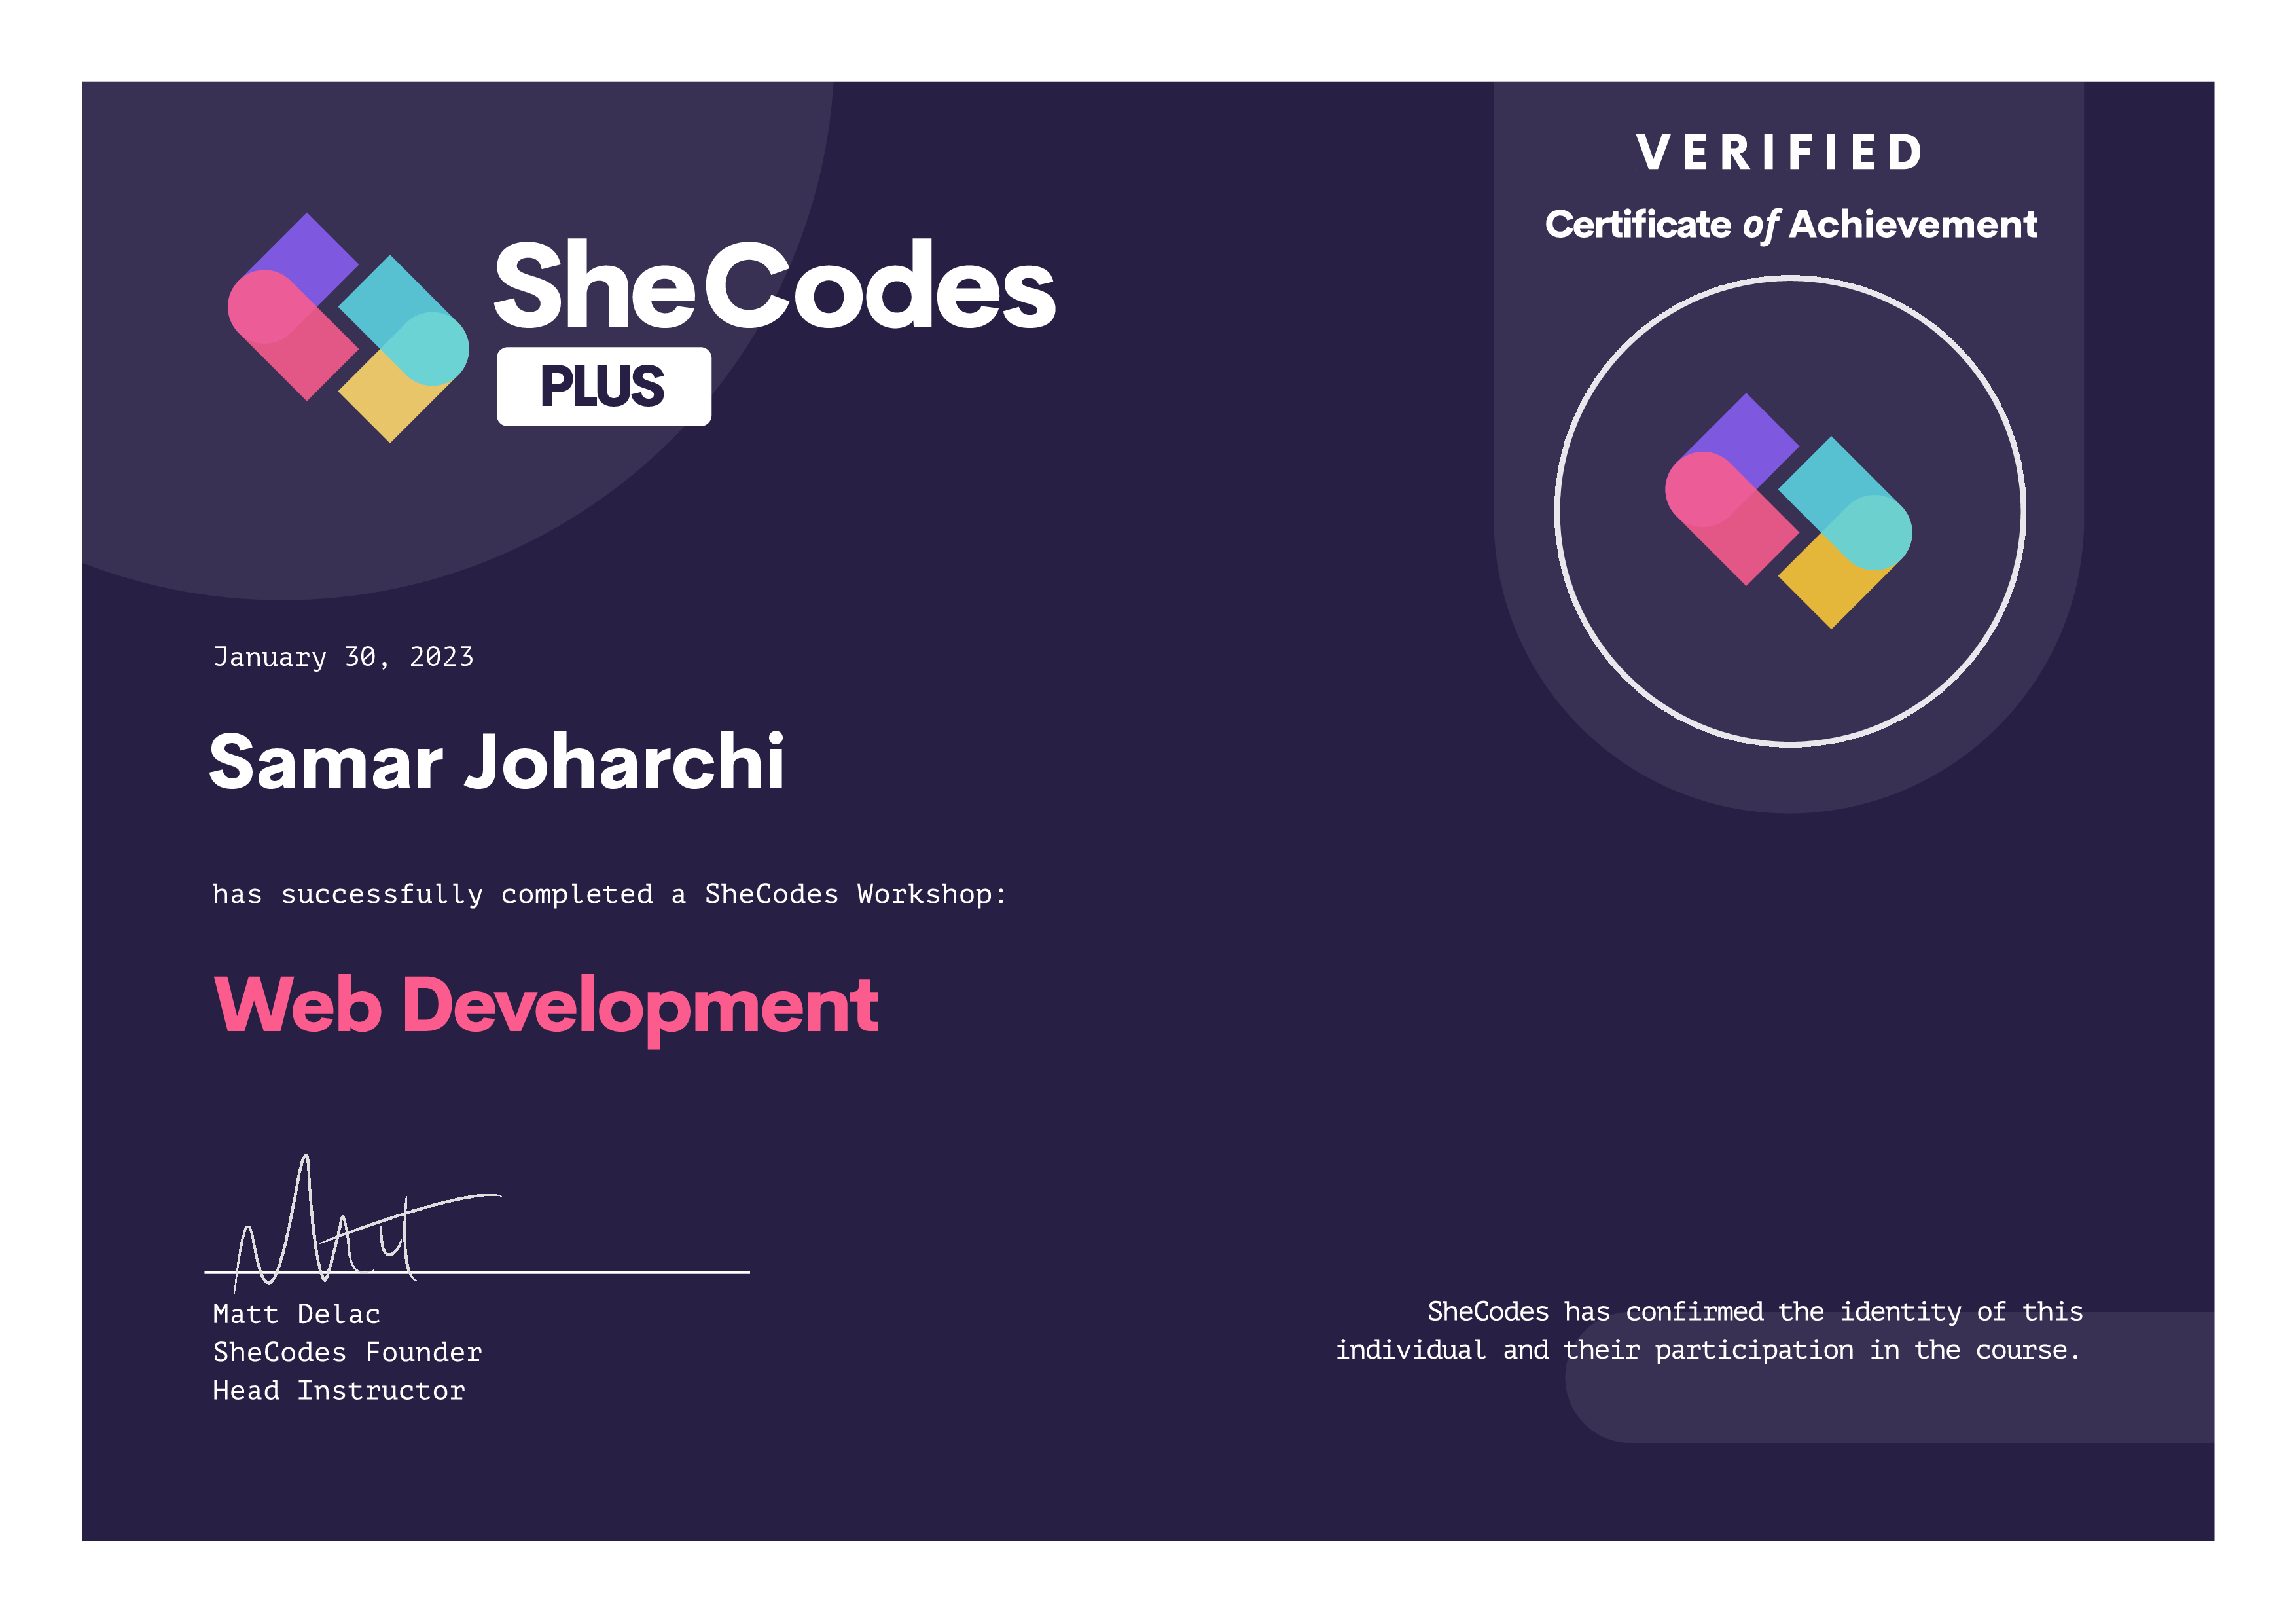 SheCodes
PLUS
VERIFIED
Certificate of Achievement
January 30, 2023
Samar Joharchi
has successfully completed a SheCodes Workshop:
Web Development
Matt
Matt Delac
SheCodes Founder
Head Instructor
SheCodes has confirmed the identity of this
individual and their participation in the course.